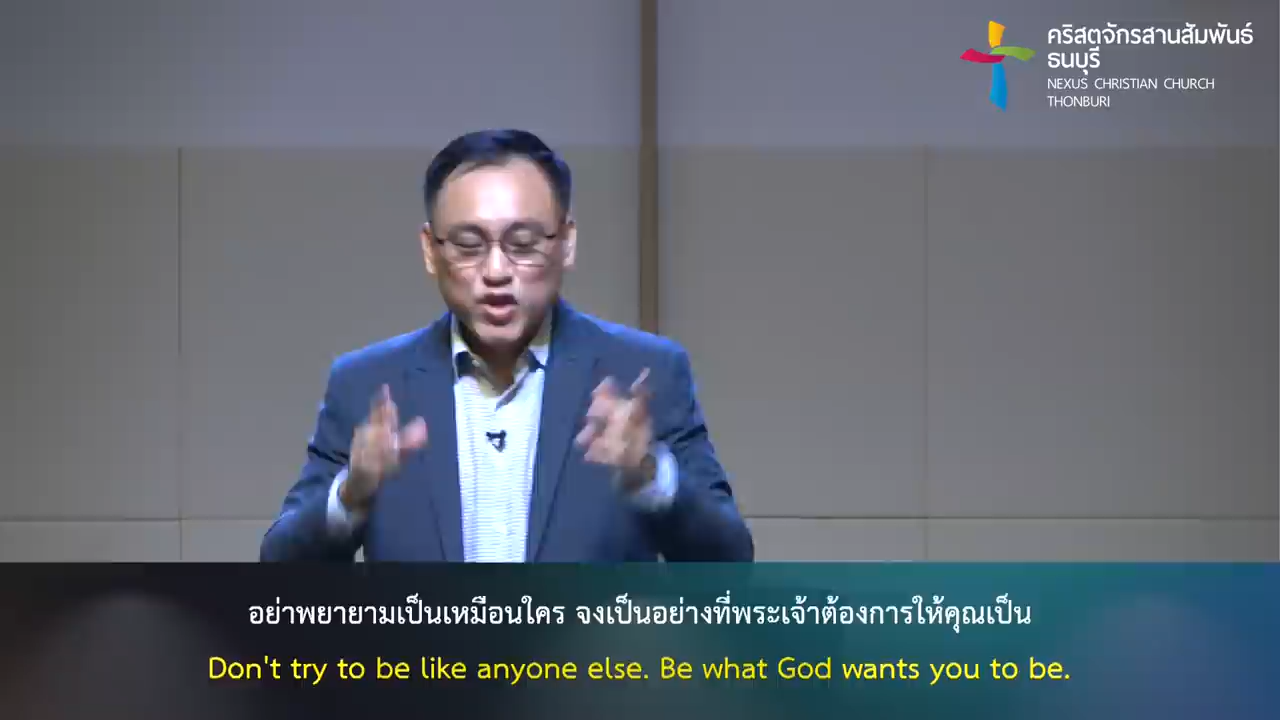 คริสตจักรสานสัมพันธ์
ธนบุรี
NEXUS CHRISTIAN CHURCH
THONBURI
อย่าพยายามเป็นเหมือนใคร จงเป็นอย่างที่พระเจ้าต้องการให้คุณเป็น
Don't try to be like anyone else. Be what God wants you to be.